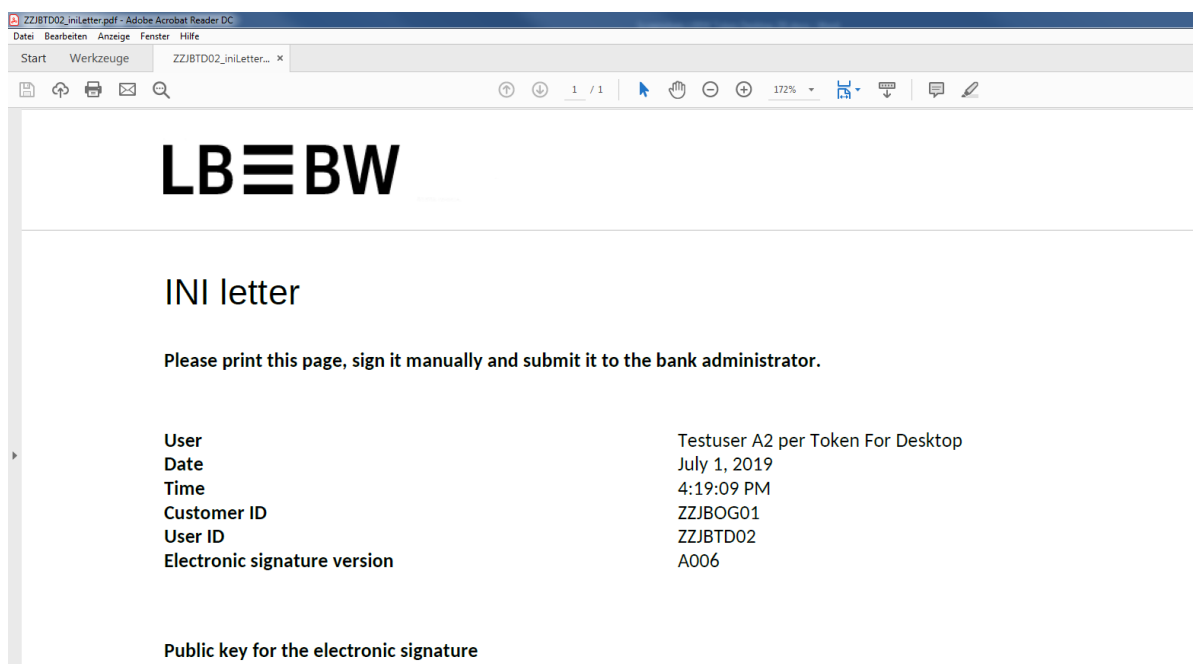 ZZJBTD02_iniLetter.pdf - Adobe Acrobat Reader DC
Datei Bearbeiten Anzeige Fenster Hilfe
Start Werkzeuge ZZJBTD02_iniLetter... ×
1 / 1 172%
LBBW
INI letter
Please print this page, sign it manually and submit it to the bank administrator.
User Testuser A2 per Token For Desktop
Date July 1, 2019
Time 4:19:09 PM
Customer ID ZZJBOG01
User ID ZZJBTD02
Electronic signature version A006
Public key for the electronic signature